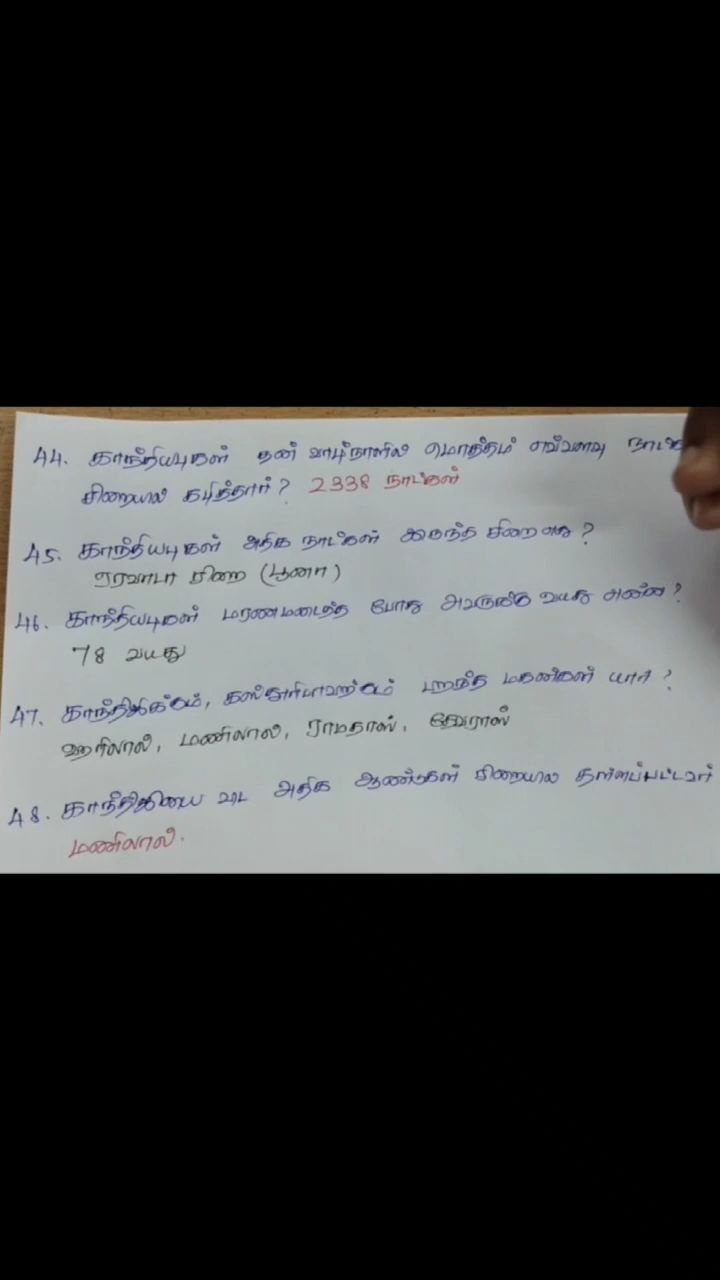 44. காந்தியடிகள் தன் வாழ்நாளில் மொத்தம் எவ்வளவு
சிறையில் கழித்தார்? 2338 நாட்கள்
45. காந்தியடிகள் அதிக நாட்கள் இருந்த சிறை எது?
ஏரவாடா சிறை (பூனா)
46. காந்தியடிகள் மரணமடைந்த போது அவருக்கு வயது என்ன?
78 வயது
47. காந்திஜிக்கும், கஸ்தூரிபாவிற்கும் பிறந்த மகன்கள் யார்?
ஹரிலால், மணிலால், ராமதாஸ், தேவதாஸ்
48. காந்திஜியை விட அதிக ஆண்டுகள் சிறையில் தள்ளப்பட்டவர்
மணிலால்.